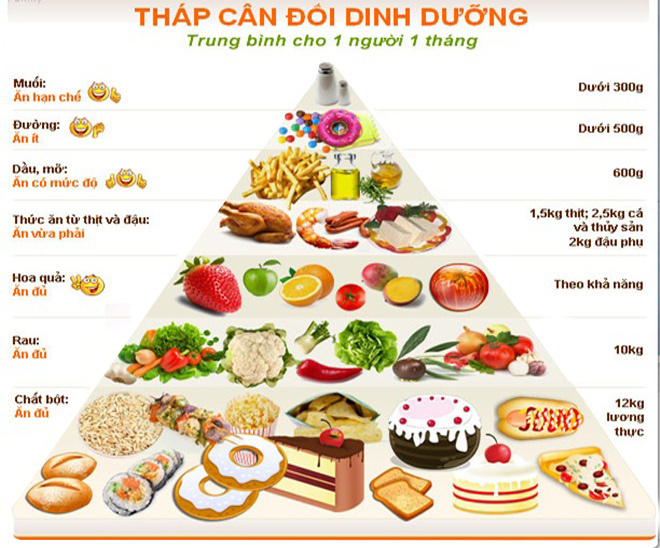 THÁP CÂN ĐỐI DINH DƯỠNG
Trung bình cho 1 người 1 tháng
Muối:
Ăn hạn chế
Dưới 300g
Đường:
Ăn ít
Dưới 500g
Dầu, mỡ:
Ăn có mức độ
600g
Thức ăn từ thịt và đậu:
Ăn vừa phải
1,5kg thịt; 2,5kg cá
và thủy sản
2kg đậu phụ
Hoa quả:
Ăn đủ
Theo khả năng
Rau:
Ăn đủ
10kg
Chất bột:
Ăn đủ
12kg
lương
thực